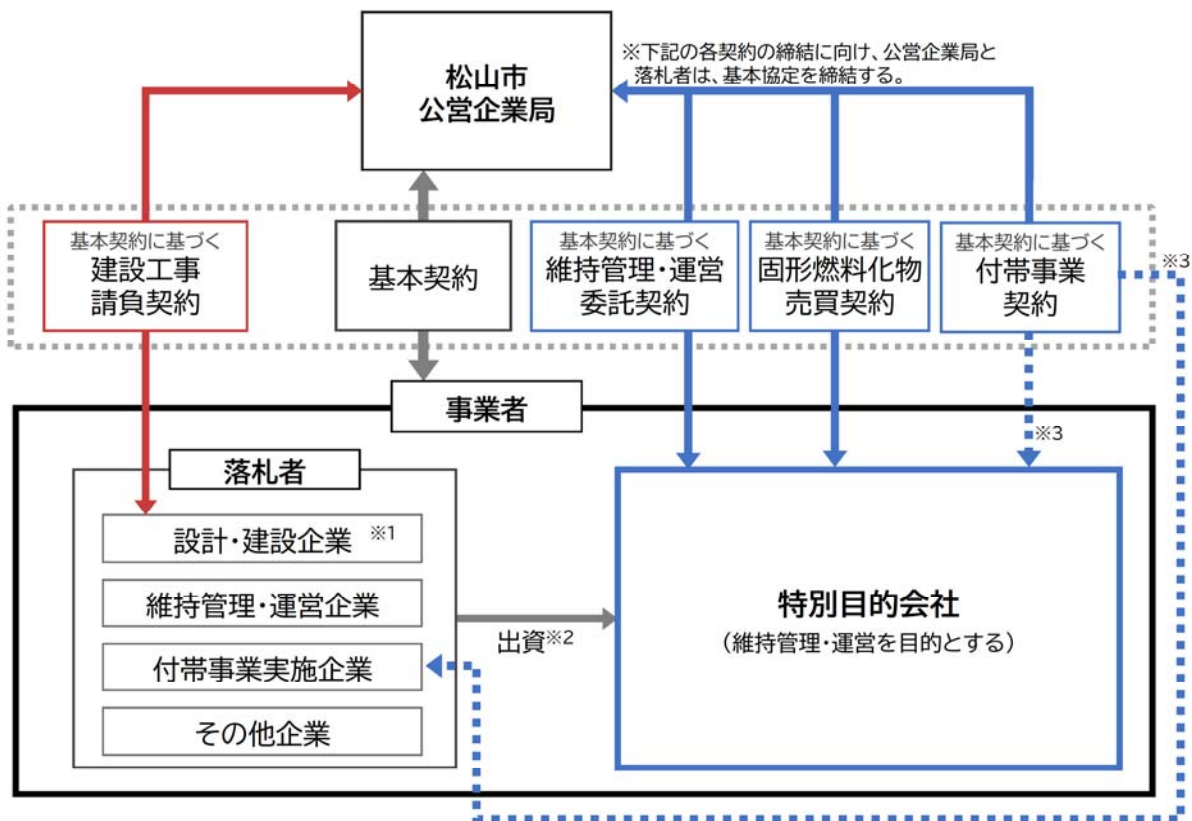 松山市
公営企業局
※下記の各契約の締結に向け、公営企業局と
落札者は、基本協定を締結する。
基本契約に基づく
建設工事
請負契約
基本契約
基本契約に基づく
維持管理・運営
委託契約
基本契約に基づく
固形燃料化物
売買契約
基本契約に基づく
付帯事業
契約
※3
事業者
※3
落札者
設計・建設企業 ※1
維持管理・運営企業
付帯事業実施企業
その他企業
出資※2
特別目的会社
（維持管理・運営を目的とする）